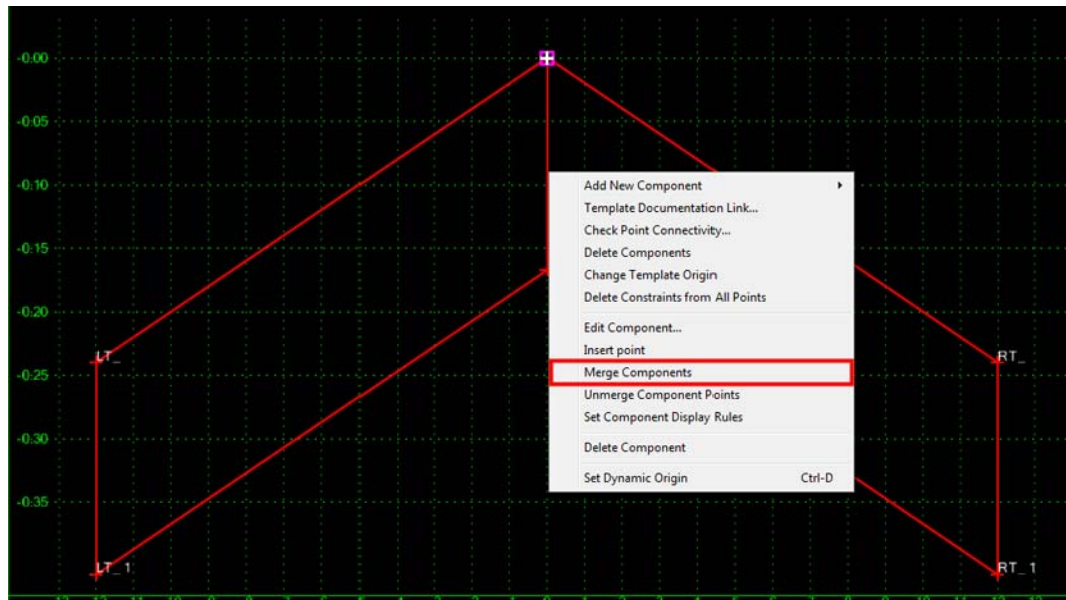 -0.00
-0.05
-0.10
-0.15
-0.20
-0.25
-0.30
-0.35
LT_
RT_
LT_1
RT_1
Add New Component
Template Documentation Link...
Check Point Connectivity...
Delete Components
Change Template Origin
Delete Constraints from All Points
Edit Component...
Insert point
Merge Components
Unmerge Component Points
Set Component Display Rules
Delete Component
Set Dynamic Origin Ctrl-D